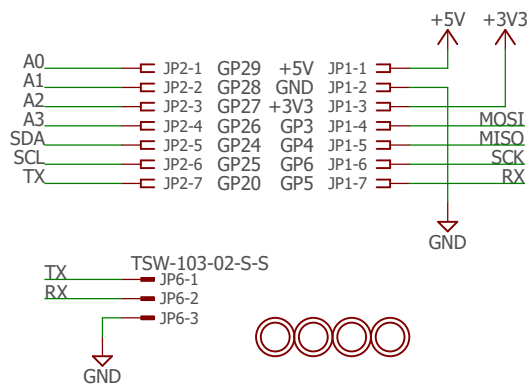 +5V +3V3
A0 JP2-1 GP29 +5V JP1-1
A1 JP2-2 GP28 GND JP1-2
A2 JP2-3 GP27 +3V3 JP1-3
A3 JP2-4 GP26 GP3 JP1-4 MOSI
SDA JP2-5 GP24 GP4 JP1-5 MISO
SCL JP2-6 GP25 GP6 JP1-6 SCK
TX JP2-7 GP20 GP5 JP1-7 RX
GND
TSW-103-02-S-S
TX JP6-1
RX JP6-2
JP6-3
GND